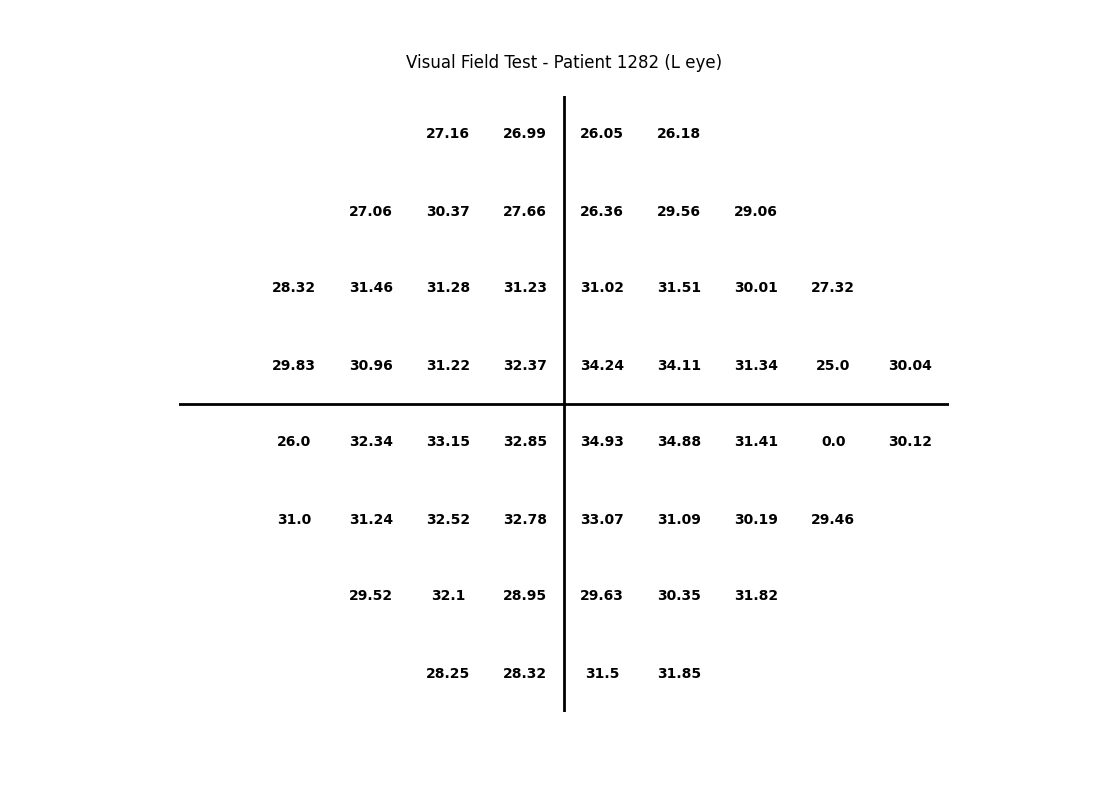 Visual Field Test - Patient 1282 (L eye)
27.16 26.99 26.05 26.18
27.06 30.37 27.66 26.36 29.56 29.06
28.32 31.46 31.28 31.23 31.02 31.51 30.01 27.32
29.83 30.96 31.22 32.37 34.24 34.11 31.34 25.0 30.04
26.0 32.34 33.15 32.85 34.93 34.88 31.41 0.0 30.12
31.0 31.24 32.52 32.78 33.07 31.09 30.19 29.46
29.52 32.1 28.95 29.63 30.35 31.82
28.25 28.32 31.5 31.85